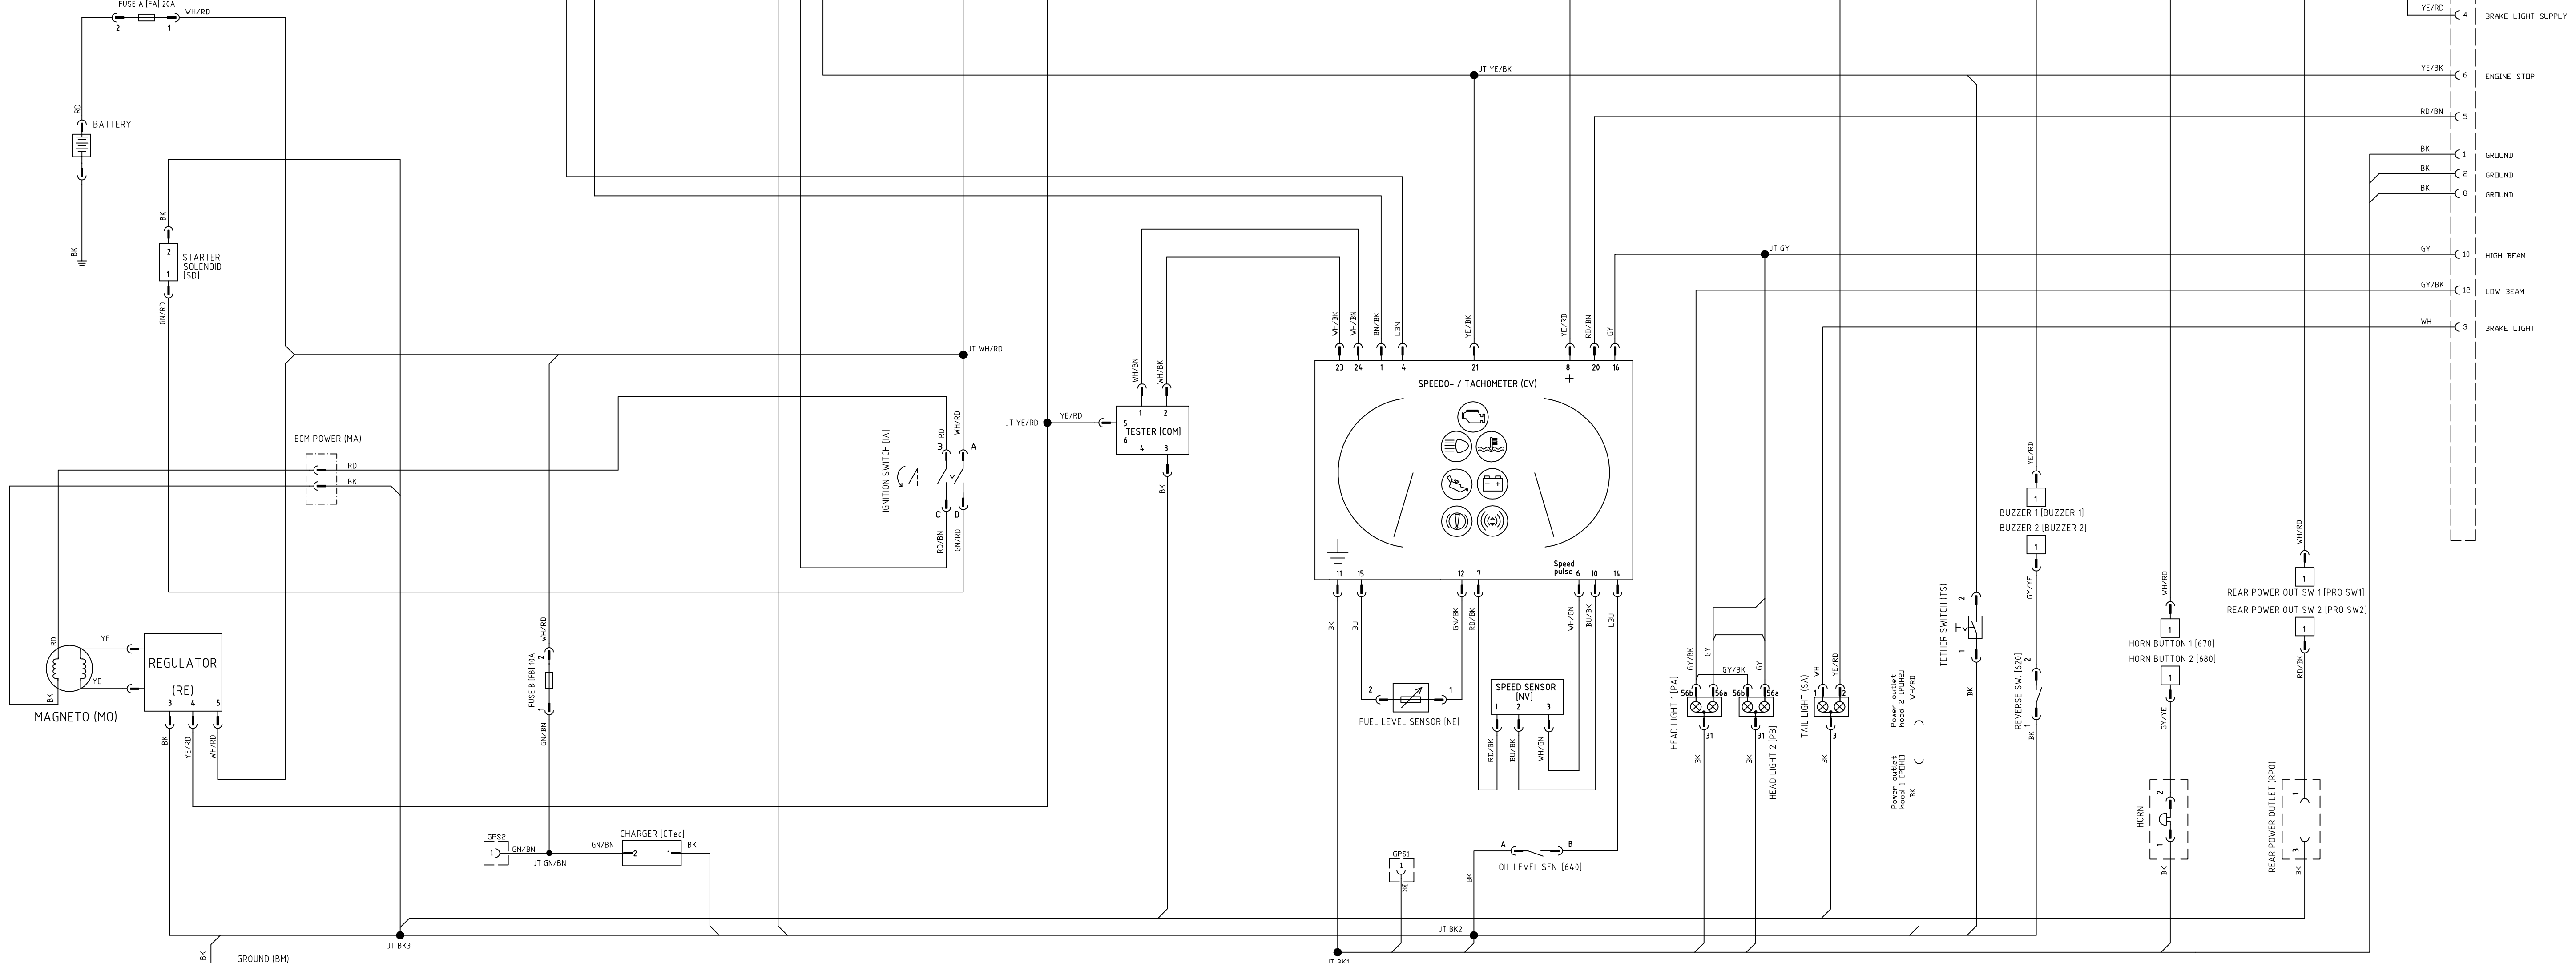 FUSE A [FA] 20A
WH/RD
2
1
RD
BATTERY
BK
BK
2
1
STARTER
SOLENOID
[SD]
GN/RD
ECM POWER (MA)
RD
BK
RD
YE
YE
BK
MAGNETO (MO)
REGULATOR
(RE)
3
4
5
BK
YE/RD
WH/RD
BK
GROUND (BM)
JT BK3
WH/RD
2
FUSE B [FB] 10A
1
GN/BN
GPS2
1
GN/BN
JT GN/BN
GN/BN
CHARGER [CTec]
2
1
BK
JT WH/RD
IGNITION SWITCH [IA]
RD
WH/RD
B
A
C
D
RD/BN
GN/RD
JT YE/RD
YE/RD
WH/BN
WH/BK
1
2
5
6
TESTER [COM]
4
3
BK
WH/BK
WH/BN
BN/BK
LBN
YE/BK
YE/RD
RD/BN
GY
23
24
1
4
21
8
20
16
+
SPEEDO- / TACHOMETER (CV)
Speed
pulse
11
15
12
7
6
10
14
BK
BU
GN/BK
RD/BK
WH/GN
BU/BK
LBU
2
1
FUEL LEVEL SENSOR [NE]
SPEED SENSOR
[NV]
1
2
3
RD/BK
BU/BK
WH/GN
GPS1
1
BK
A
B
OIL LEVEL SEN. [640]
BK
JT BK2
JT BK1
JT YE/BK
JT GY
GY/BK
GY
GY/BK
GY
56b
56a
56b
56a
31
31
HEAD LIGHT 1 [PA]
HEAD LIGHT 2 [PB]
BK
BK
WH
YE/RD
1
2
3
TAIL LIGHT (SA)
BK
Power outlet
hood 2 [POH2]
WH/RD
Power outlet
hood 1 [POH1]
BK
TETHER SWITCH (TS)
2
1
BK
YE/RD
1
BUZZER 1 [BUZZER 1]
BUZZER 2 [BUZZER 2]
1
GY/YE
REVERSE SW. [620]
2
1
BK
WH/RD
1
HORN BUTTON 1 [670]
HORN BUTTON 2 [680]
1
GY/YE
HORN
2
1
BK
WH/RD
1
REAR POWER OUT SW 1 [PRO SW1]
REAR POWER OUT SW 2 [PRO SW2]
1
RD/BK
REAR POWER OUTLET (RPO)
1
3
BK
YE/RD 4 BRAKE LIGHT SUPPLY
YE/BK 6 ENGINE STOP
RD/BN 5
BK 1 GROUND
BK 2 GROUND
BK 8 GROUND
GY 10 HIGH BEAM
GY/BK 12 LOW BEAM
WH 3 BRAKE LIGHT